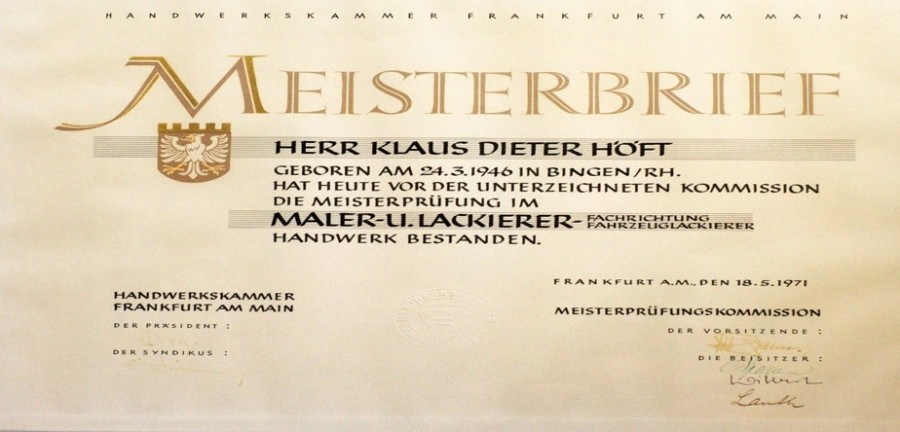 HANDWERKSKAMMER FRANKFURT AM MAIN
MEISTERBRIEF
HERR KLAUS DIETER HÖFT
GEBOREN AM 24.3.1946 IN BINGEN/RH.
HAT HEUTE VOR DER UNTERZEICHNETEN KOMMISSION
DIE MEISTERPRÜFUNG IM
MALER-U.LACKIERER-FACHRICHTUNG
FAHRZEUGLACKIERER
HANDWERK BESTANDEN.
FRANKFURT A.M., DEN 18.5.1971
HANDWERKSKAMMER
FRANKFURT AM MAIN
DER PRÄSIDENT :
DER SYNDIKUS :
MEISTERPRÜFUNGSKOMMISSION
DER VORSITZENDE :
DIE BEISITZER :